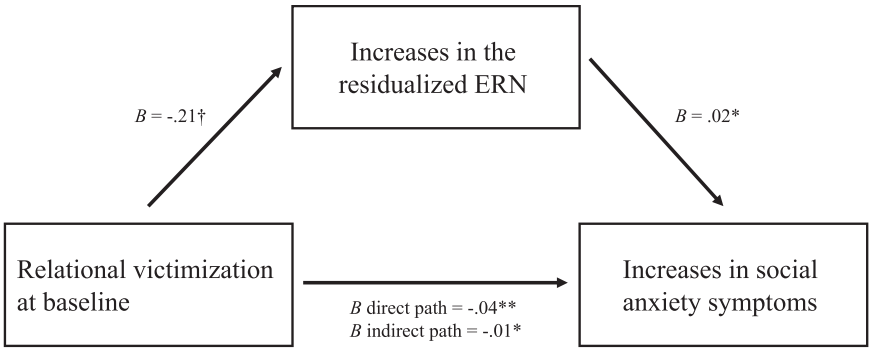 Increases in the
residualized ERN
B = -.21†
B = .02*
Relational victimization
at baseline
Increases in social
anxiety symptoms
B direct path = -.04**
B indirect path = -.01*